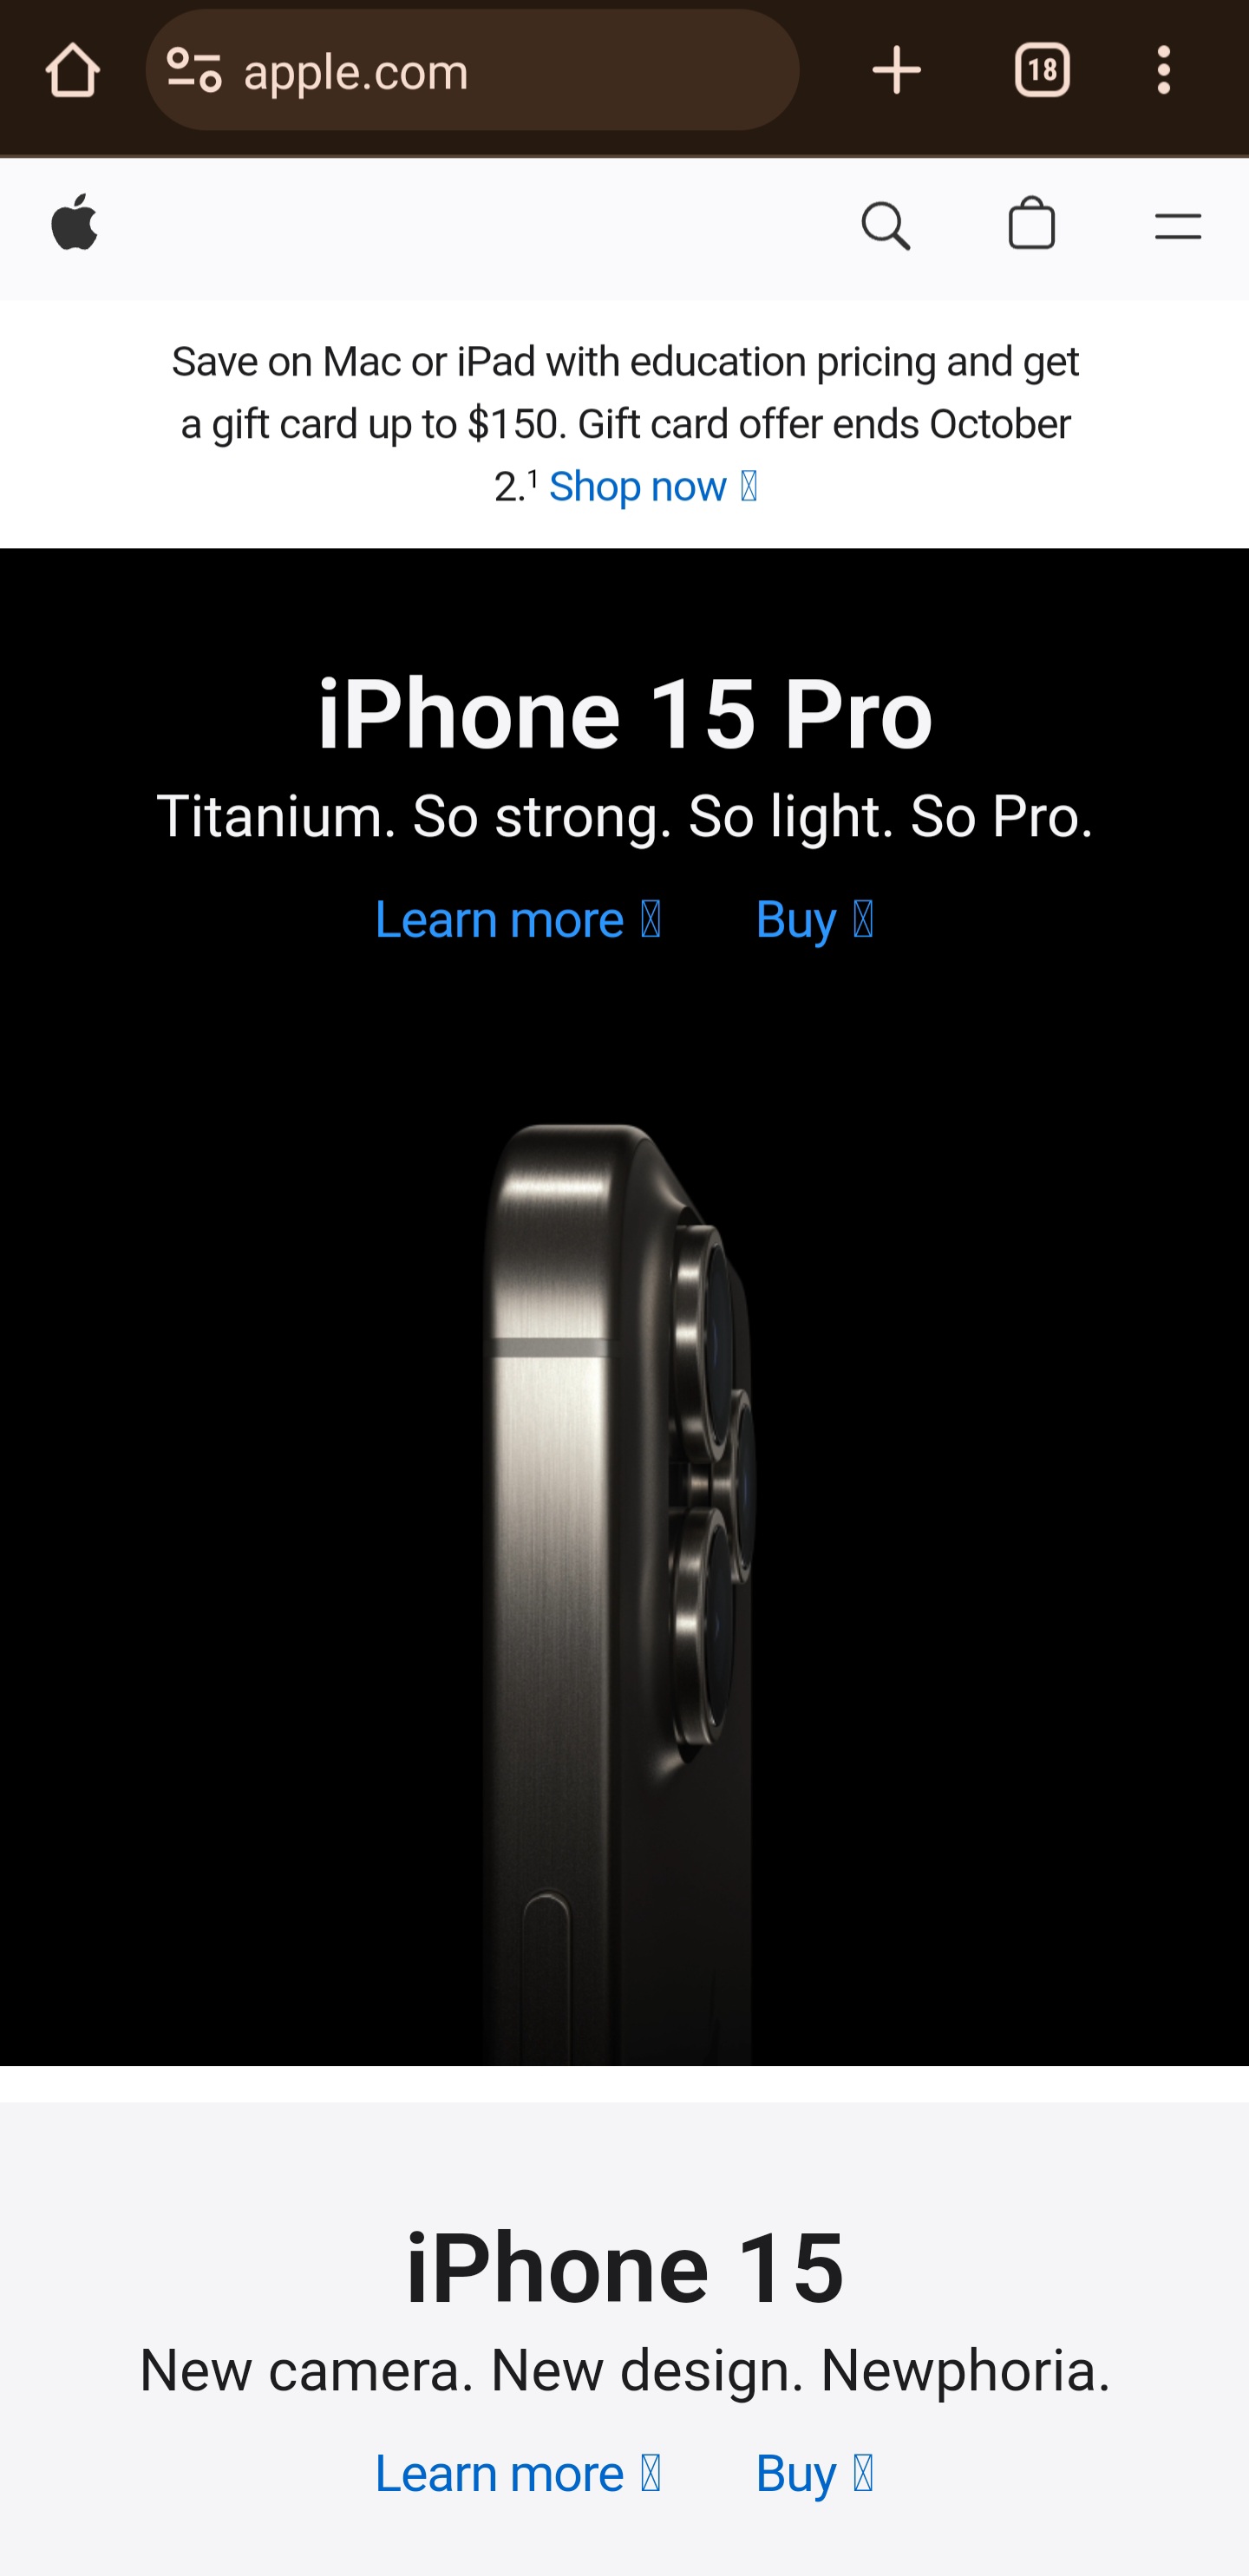 apple.com
18
Save on Mac or iPad with education pricing and get
a gift card up to $150. Gift card offer ends October
2.¹ Shop now
iPhone 15 Pro
Titanium. So strong. So light. So Pro.
Learn more Buy
iPhone 15
New camera. New design. Newphoria.
Learn more Buy